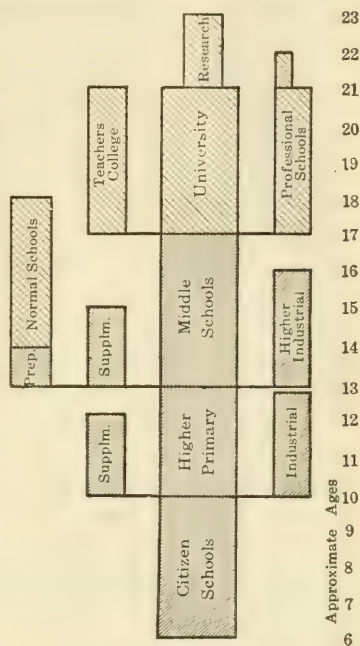 Research
Teachers
College
University
Professional
Schools
Normal Schools
Prep.
Supplm.
Middle
Schools
Higher
Industrial
Supplm.
Higher
Primary
Industrial
Citizen
Schools
Approximate Ages
23
22
21
20
19
18
17
16
15
14
13
12
11
10
9
8
7
6